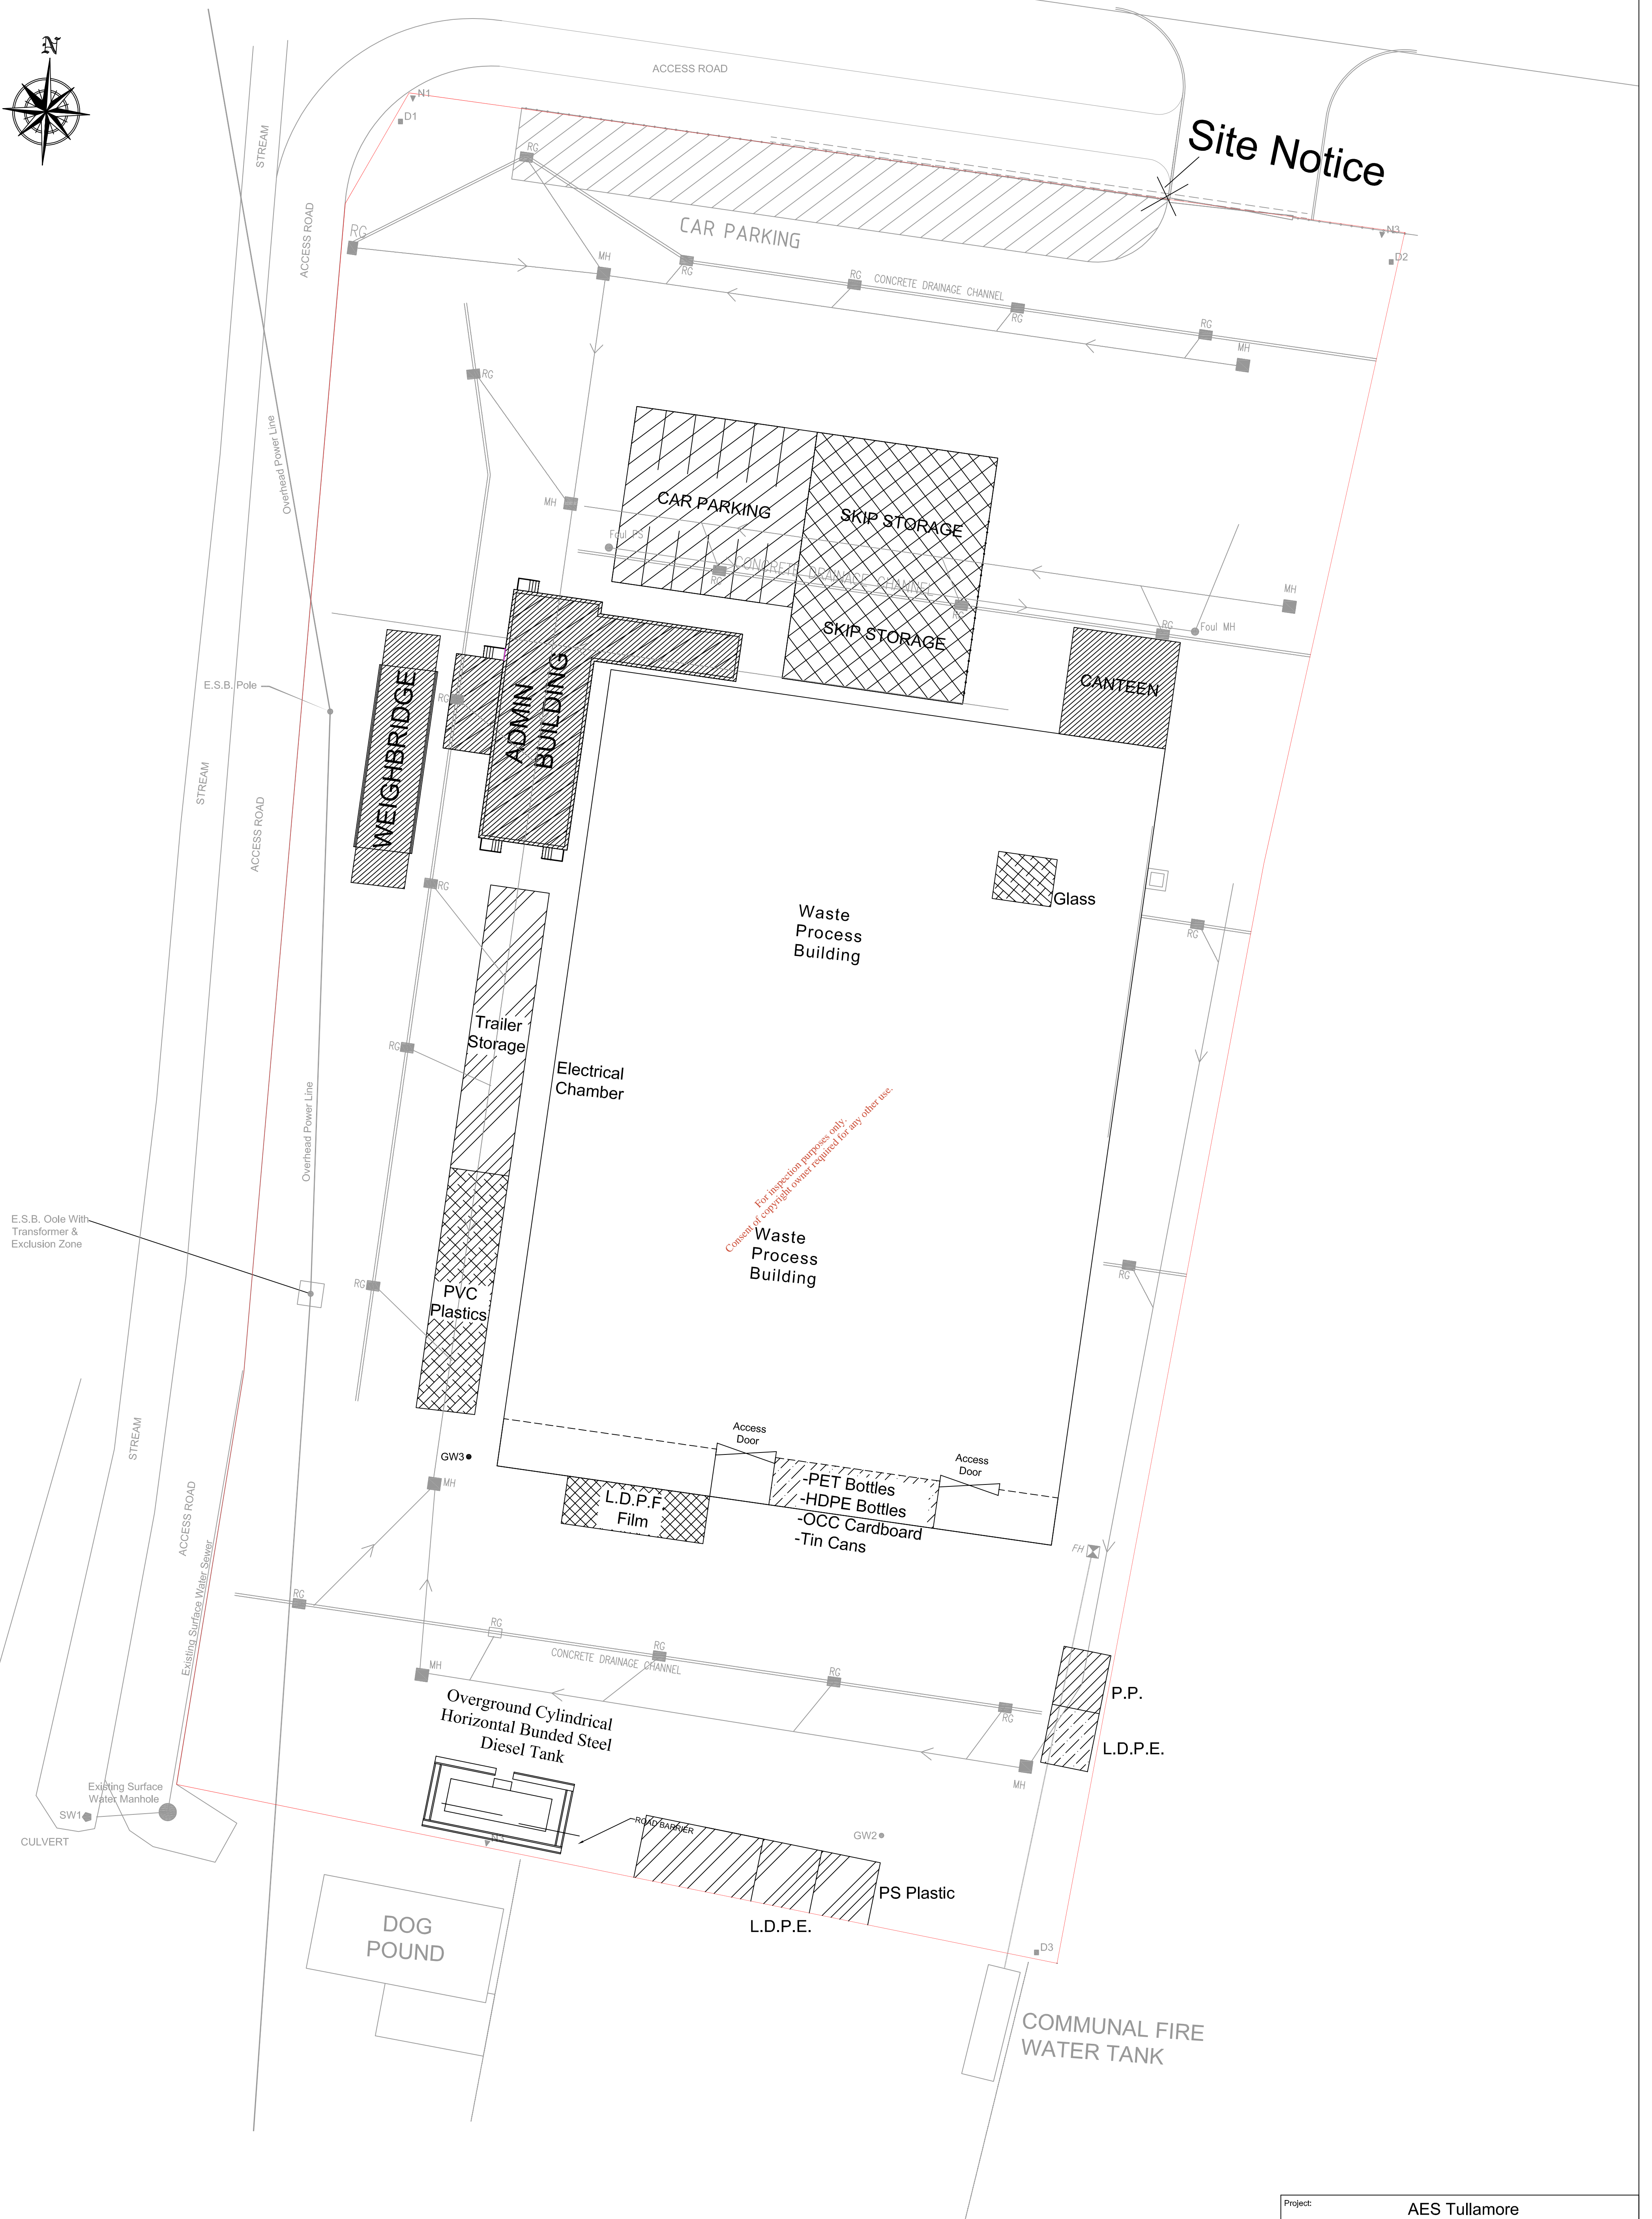 N
ACCESS ROAD
N1
D1
STREAM
RG
Site Notice
ACCESS ROAD
RG
CAR PARKING
N3
D2
MH
RG
RG
CONCRETE DRAINAGE CHANNEL
RG
RG
MH
RG
Overhead Power Line
CAR PARKING
SKIP STORAGE
MH
Foul PS
CONCRETE DRAINAGE CHANNEL
RG
RG
MH
RG
Foul MH
SKIP STORAGE
CANTEEN
E.S.B. Pole
WEIGHBRIDGE
RG
ADMIN
BUILDING
STREAM
ACCESS ROAD
RG
Glass
Waste
Process
Building
RG
Trailer
Storage
RG
Electrical
Chamber
Overhead Power Line
For inspection purposes only.
Consent of copyright owner required for any other use.
E.S.B. Oole With
Transformer &
Exclusion Zone
Waste
Process
Building
RG
RG
PVC
Plastics
STREAM
Access
Door
Access
Door
GW3
MH
L.D.P.F.
Film
-PET Bottles
-HDPE Bottles
-OCC Cardboard
-Tin Cans
ACCESS ROAD
Existing Surface Water Sewer
FH
RG
RG
RG
CONCRETE DRAINAGE CHANNEL
MH
RG
RG
P.P.
L.D.P.E.
Overground Cylindrical
Horizontal Bunded Steel
Diesel Tank
MH
Existing Surface
Water Manhole
SW1
CULVERT
ROAD BARRIER
GW2
PS Plastic
L.D.P.E.
DOG
POUND
D3
COMMUNAL FIRE
WATER TANK
Project:
AES Tullamore